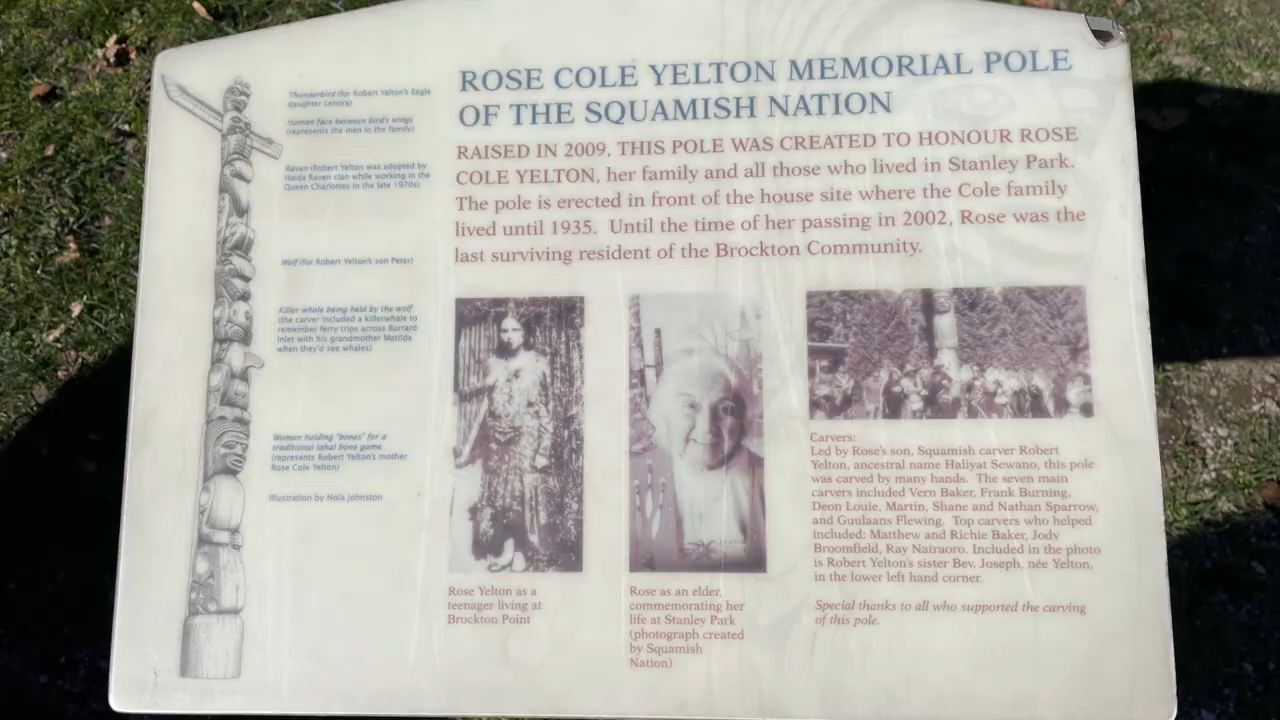 ROSE COLE YELTON MEMORIAL POLE
OF THE SQUAMISH NATION
RAISED IN 2009, THIS POLE WAS CREATED TO HONOUR ROSE
COLE YELTON, her family and all those who lived in Stanley Park.
The pole is erected in front of the house site where the Cole family
lived until 1935. Until the time of her passing in 2002, Rose was the
last surviving resident of the Brockton Community.
Thunderbird (for Robert Yelton's Eagle
daughter Lenora)
Human face between bird's wings
(represents the men in the family)
Raven (Robert Yelton was adopted by
Haida Raven clan while working in the
Queen Charlottes in the late 1970s)
Wolf (for Robert Yelton's son Peter)
Killer whale being held by the wolf
(the carver included a killerwhale to
remember ferry trips across Burrard
Inlet with his grandmother Matilda
when they'd see whales)
Woman holding "bones" for a
traditional lahal bone game
(represents Robert Yelton's mother
Rose Cole Yelton)
Illustration by Nola Johnston
Rose Yelton as a
teenager living at
Brockton Point
Rose as an elder,
commemorating her
life at Stanley Park
(photograph created
by Squamish
Nation)
Carvers:
Led by Rose's son, Squamish carver Robert
Yelton, ancestral name Haliyat Sewano, this pole
was carved by many hands. The seven main
carvers included Vern Baker, Frank Burning,
Deon Louie, Martin, Shane and Nathan Sparrow,
and Guulaans Flewing. Top carvers who helped
included: Matthew and Richie Baker, Jody
Broomfield, Ray Natraoro. Included in the photo
is Robert Yelton's sister Bev. Joseph, née Yelton,
in the lower left hand corner.
Special thanks to all who supported the carving
of this pole.